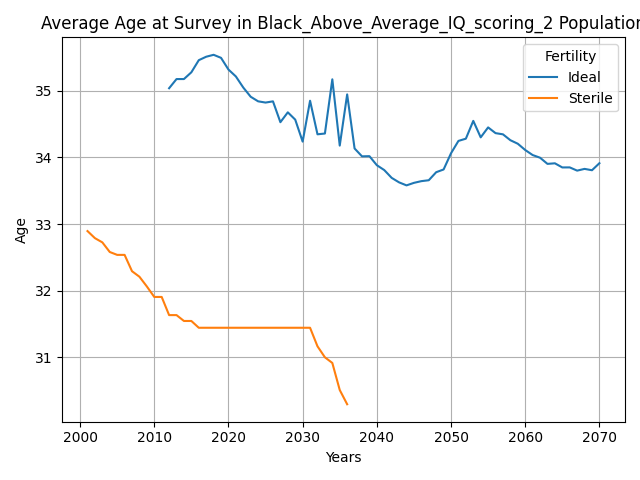 Average Age at Survey in Black_Above_Average_IQ_scoring_2 Population
Fertility
Ideal
Sterile
35
34
33
32
31
Age
2000 2010 2020 2030 2040 2050 2060 2070
Years